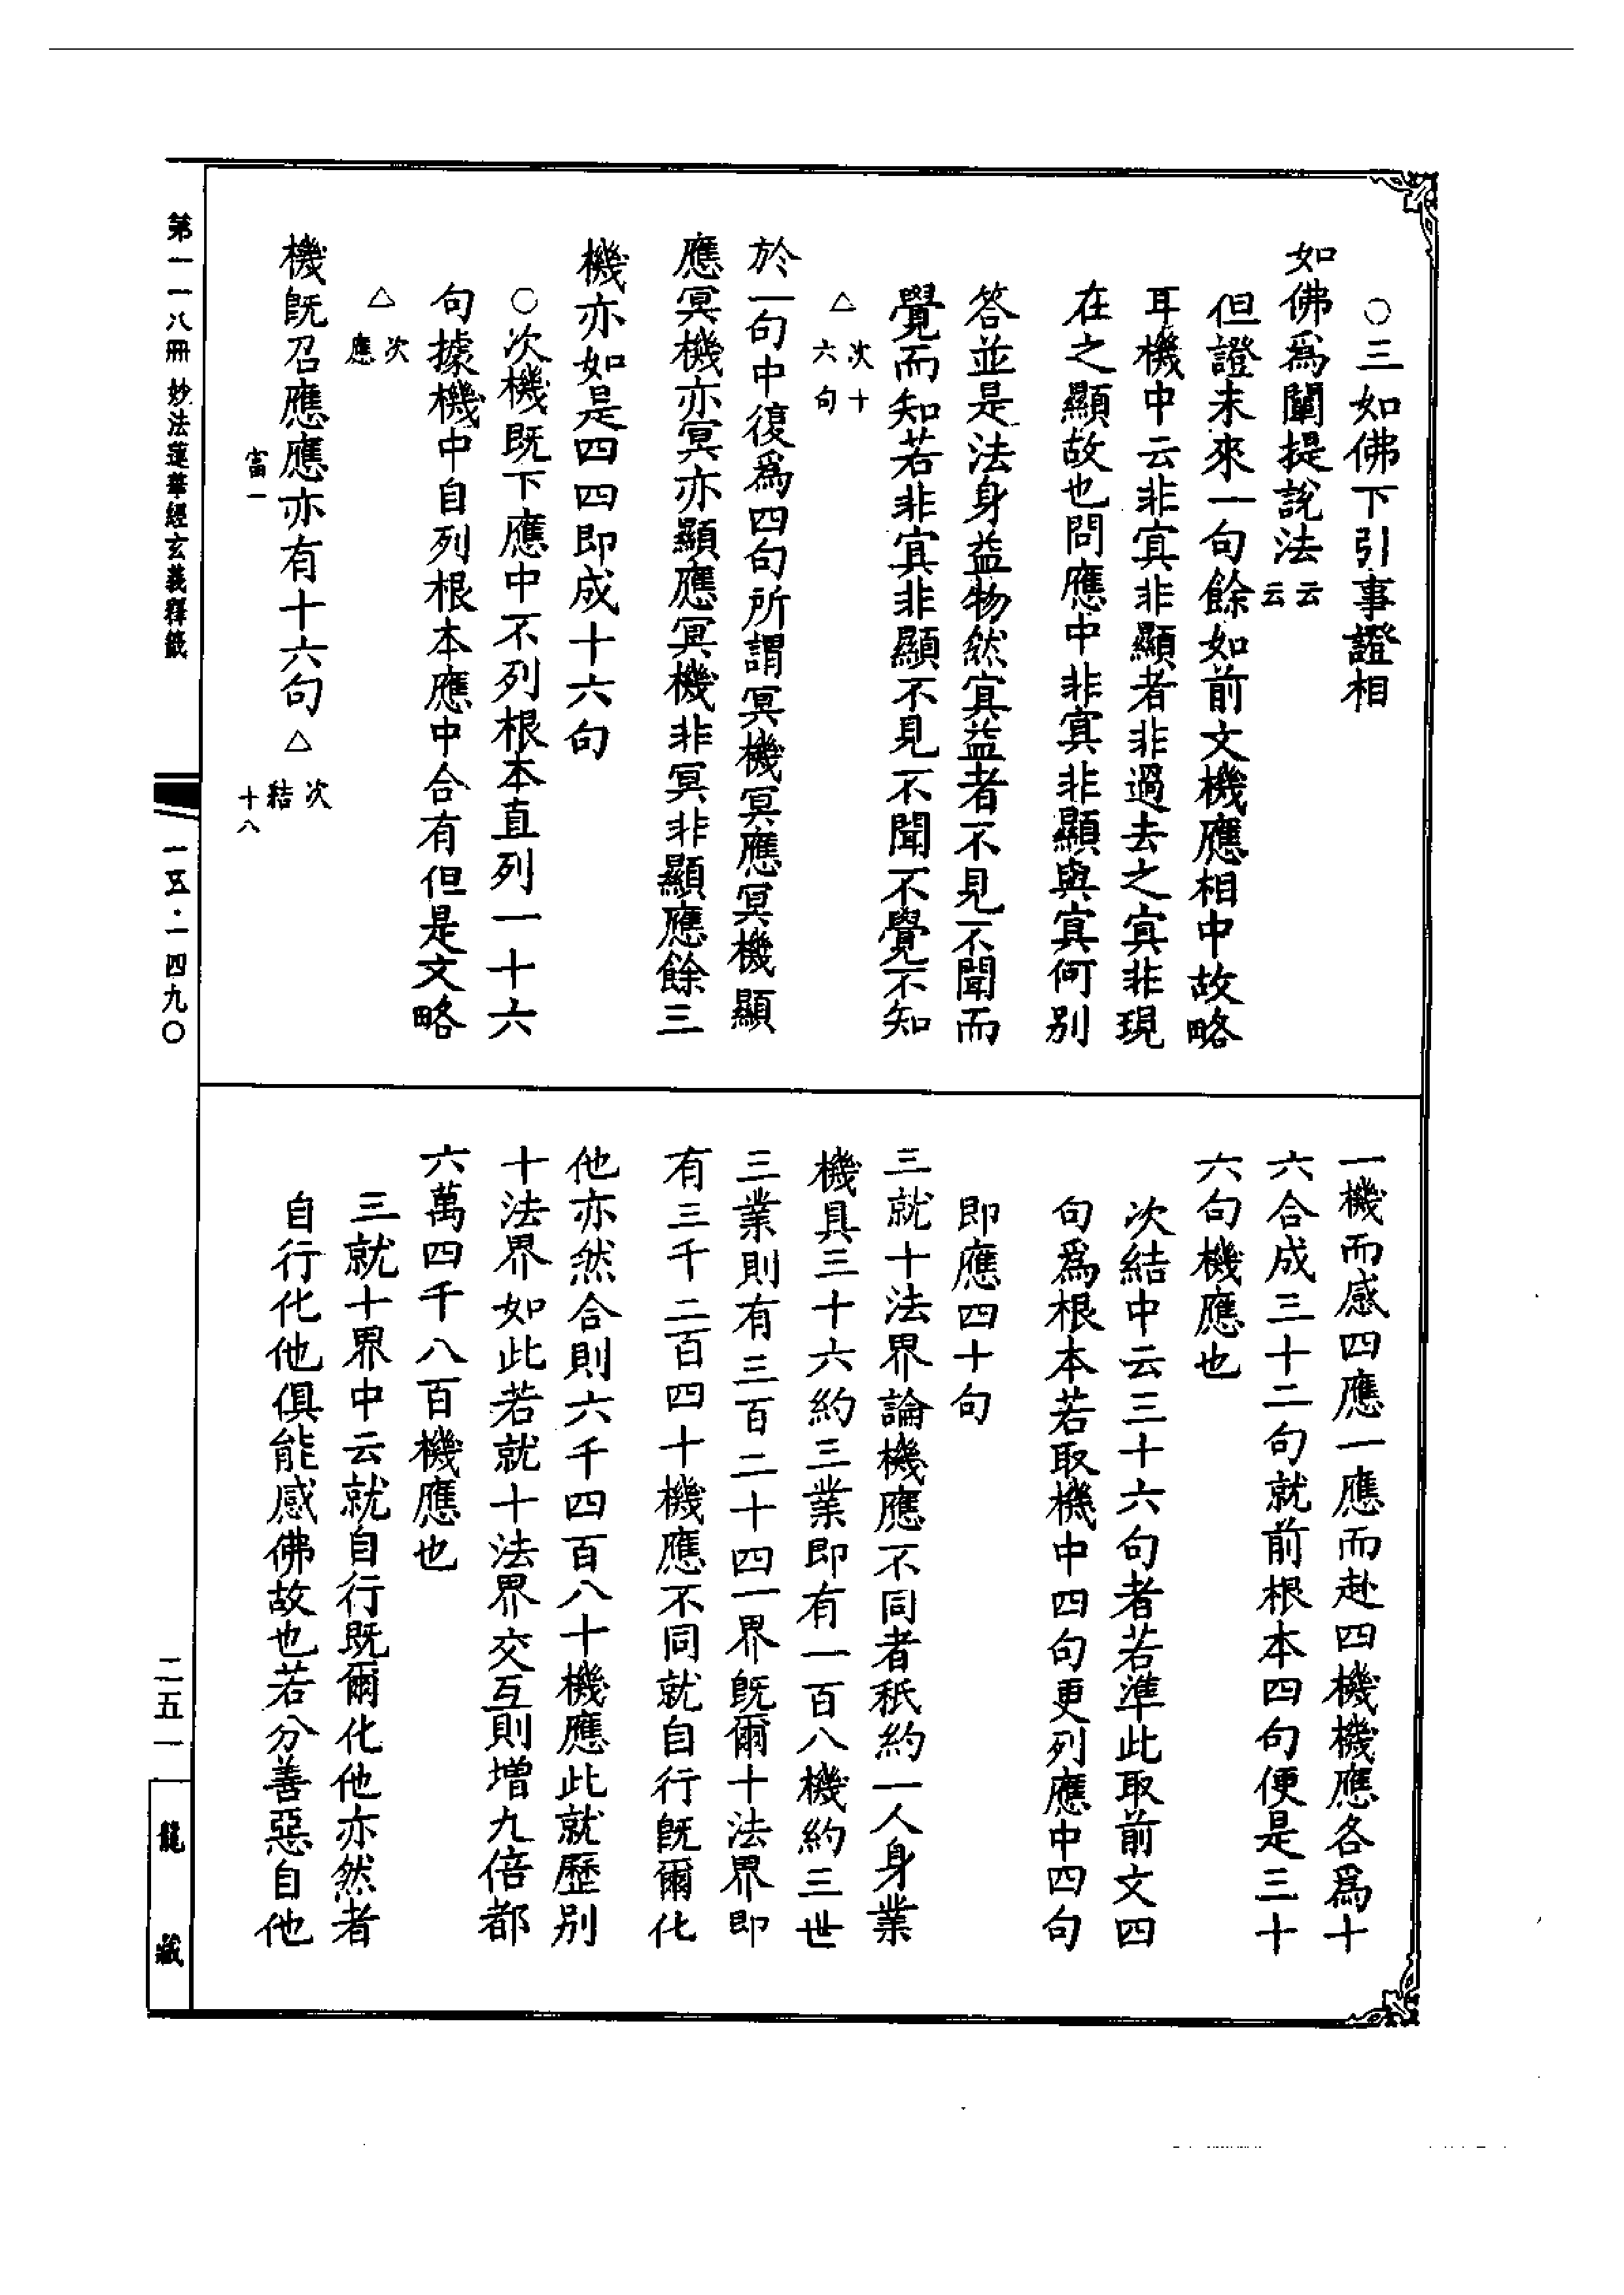 ○三如佛下引事證相
如佛爲闡提說法云云
但證未來一句餘如前文機應相中故略
耳機中云非冥非顯者非過去之冥非現
在之顯故也問應中非冥非顯與冥何別
答並是法身益物然冥益者不見不聞而
覺而知若非冥非顯不見不聞不覺不知
△次十六句
於一句中復爲四句所謂冥機冥應冥機顯
應冥機亦冥亦顯應冥機非冥非顯應餘三
機亦如是四四即成十六句
○次機既下應中不列根本直列一十六
句據機中自列根本應中合有但是文略
△次應
機既召應應亦有十六句△次結
富一
十八
一機而感四應一應而赴四機機應各爲十
六合成三十二句就前根本四句便是三十
六句機應也
次結中云三十六句者若準此取前文四
句爲根本若取機中四句更列應中四句
即應四十句
三就十法界論機應不同者秖約一人身業
機具三十六約三業即有一百八機約三世
三業則有三百二十四一界既爾十法界即
有三千二百四十機應不同就自行既爾化
他亦然合則六千四百八十機應此就歷別
十法界如此若就十法界交互則增九倍都
六萬四千八百機應也
三就十界中云就自行既爾化他亦然者
自行化他俱能感佛故也若分善惡自他
第一一八冊 妙法蓮華經玄義釋籤
一五·一四九〇
二五一
龍藏